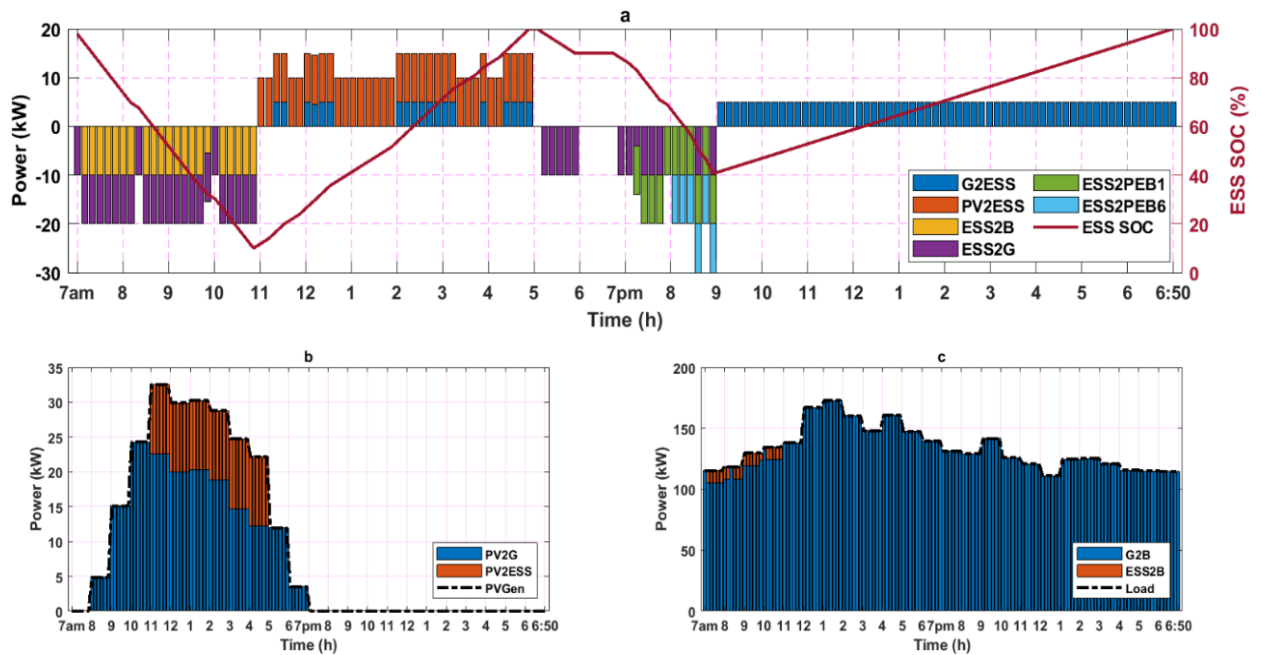 a
20
10
0
-10
-20
-30
Power (kW)
100
80
60
40
20
0
ESS SOC (%)
G2ESS
PV2ESS
ESS2B
ESS2G
ESS2PEB1
ESS2PEB6
ESS SOC
7am 8 9 10 11 12 1 2 3 4 5 6 7pm 8 9 10 11 12 1 2 3 4 5 6 6:50
Time (h)
b
35
30
25
20
15
10
5
0
Power (kW)
PV2G
PV2ESS
PVGen
7am 8 9 10 11 12 1 2 3 4 5 6 7pm 8 9 10 11 12 1 2 3 4 5 6 6:50
Time (h)
c
200
150
100
50
0
Power (kW)
G2B
ESS2B
Load
7am 8 9 10 11 12 1 2 3 4 5 6 7pm 8 9 10 11 12 1 2 3 4 5 6 6:50
Time (h)